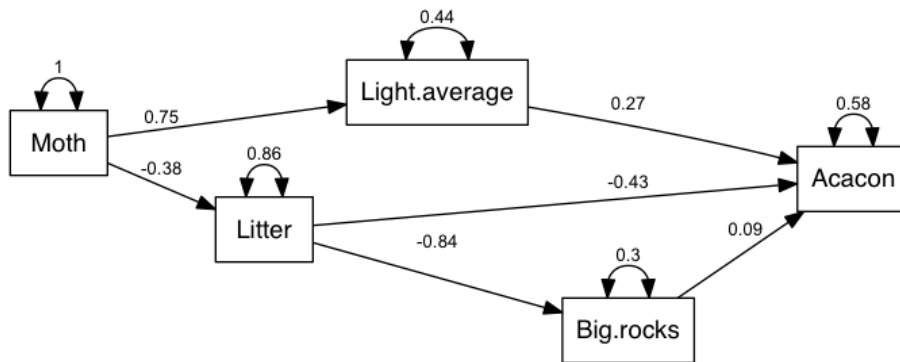 0.44
1
Light.average
0.75
0.27
0.58
Moth
-0.38
0.86
-0.43
Acacon
Litter
-0.84
0.09
0.3
Big.rocks